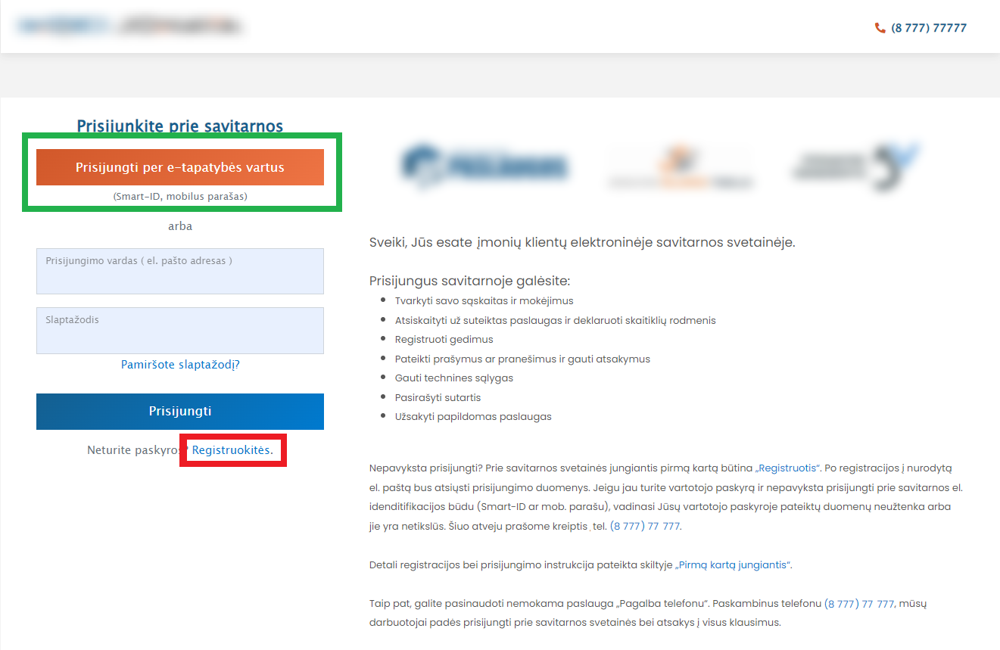 (8 777) 77777
Prisijunkite prie savitarnos
Prisijungti per e-tapatybės vartus
(Smart-ID, mobilus parašas)
arba
Prisijungimo vardas ( el. pašto adresas )
Slaptažodis
Pamiršote slaptažodį?
Prisijungti
Neturite paskyros? Registruokitės.
Sveiki, Jūs esate įmonių klientų elektroninėje savitarnos svetainėje.
Prisijungus savitarnoje galėsite:
Tvarkyti savo sąskaitas ir mokėjimus
Atsiskaityti už suteiktas paslaugas ir deklaruoti skaitiklių rodmenis
Registruoti gedimus
Pateikti prašymus ar pranešimus ir gauti atsakymus
Gauti technines sąlygas
Pasirašyti sutartis
Užsakyti papildomas paslaugas
Nepavyksta prisijungti? Prie savitarnos svetainės jungiantis pirmą kartą būtina „Registruotis“. Po registracijos į nurodytą
el. paštą bus atsiųsti prisijungimo duomenys. Jeigu jau turite vartotojo paskyrą ir nepavyksta prisijungti prie savitarnos el.
idenditifikacijos būdu (Smart-ID ar mob. parašu), vadinasi Jūsų vartotojo paskyroje pateiktų duomenų neužtenka arba
jie yra netikslūs. Šiuo atveju prašome kreiptis , tel. (8 777) 77 777.
Detali registracijos bei prisijungimo instrukcija pateikta skiltyje „Pirmą kartą jungiantis“.
Taip pat, galite pasinaudoti nemokama paslauga „Pagalba telefonu“. Paskambinus telefonu (8 777) 77 777, mūsų
darbuotojai padės prisijungti prie savitarnos svetainės bei atsakys į visus klausimus.